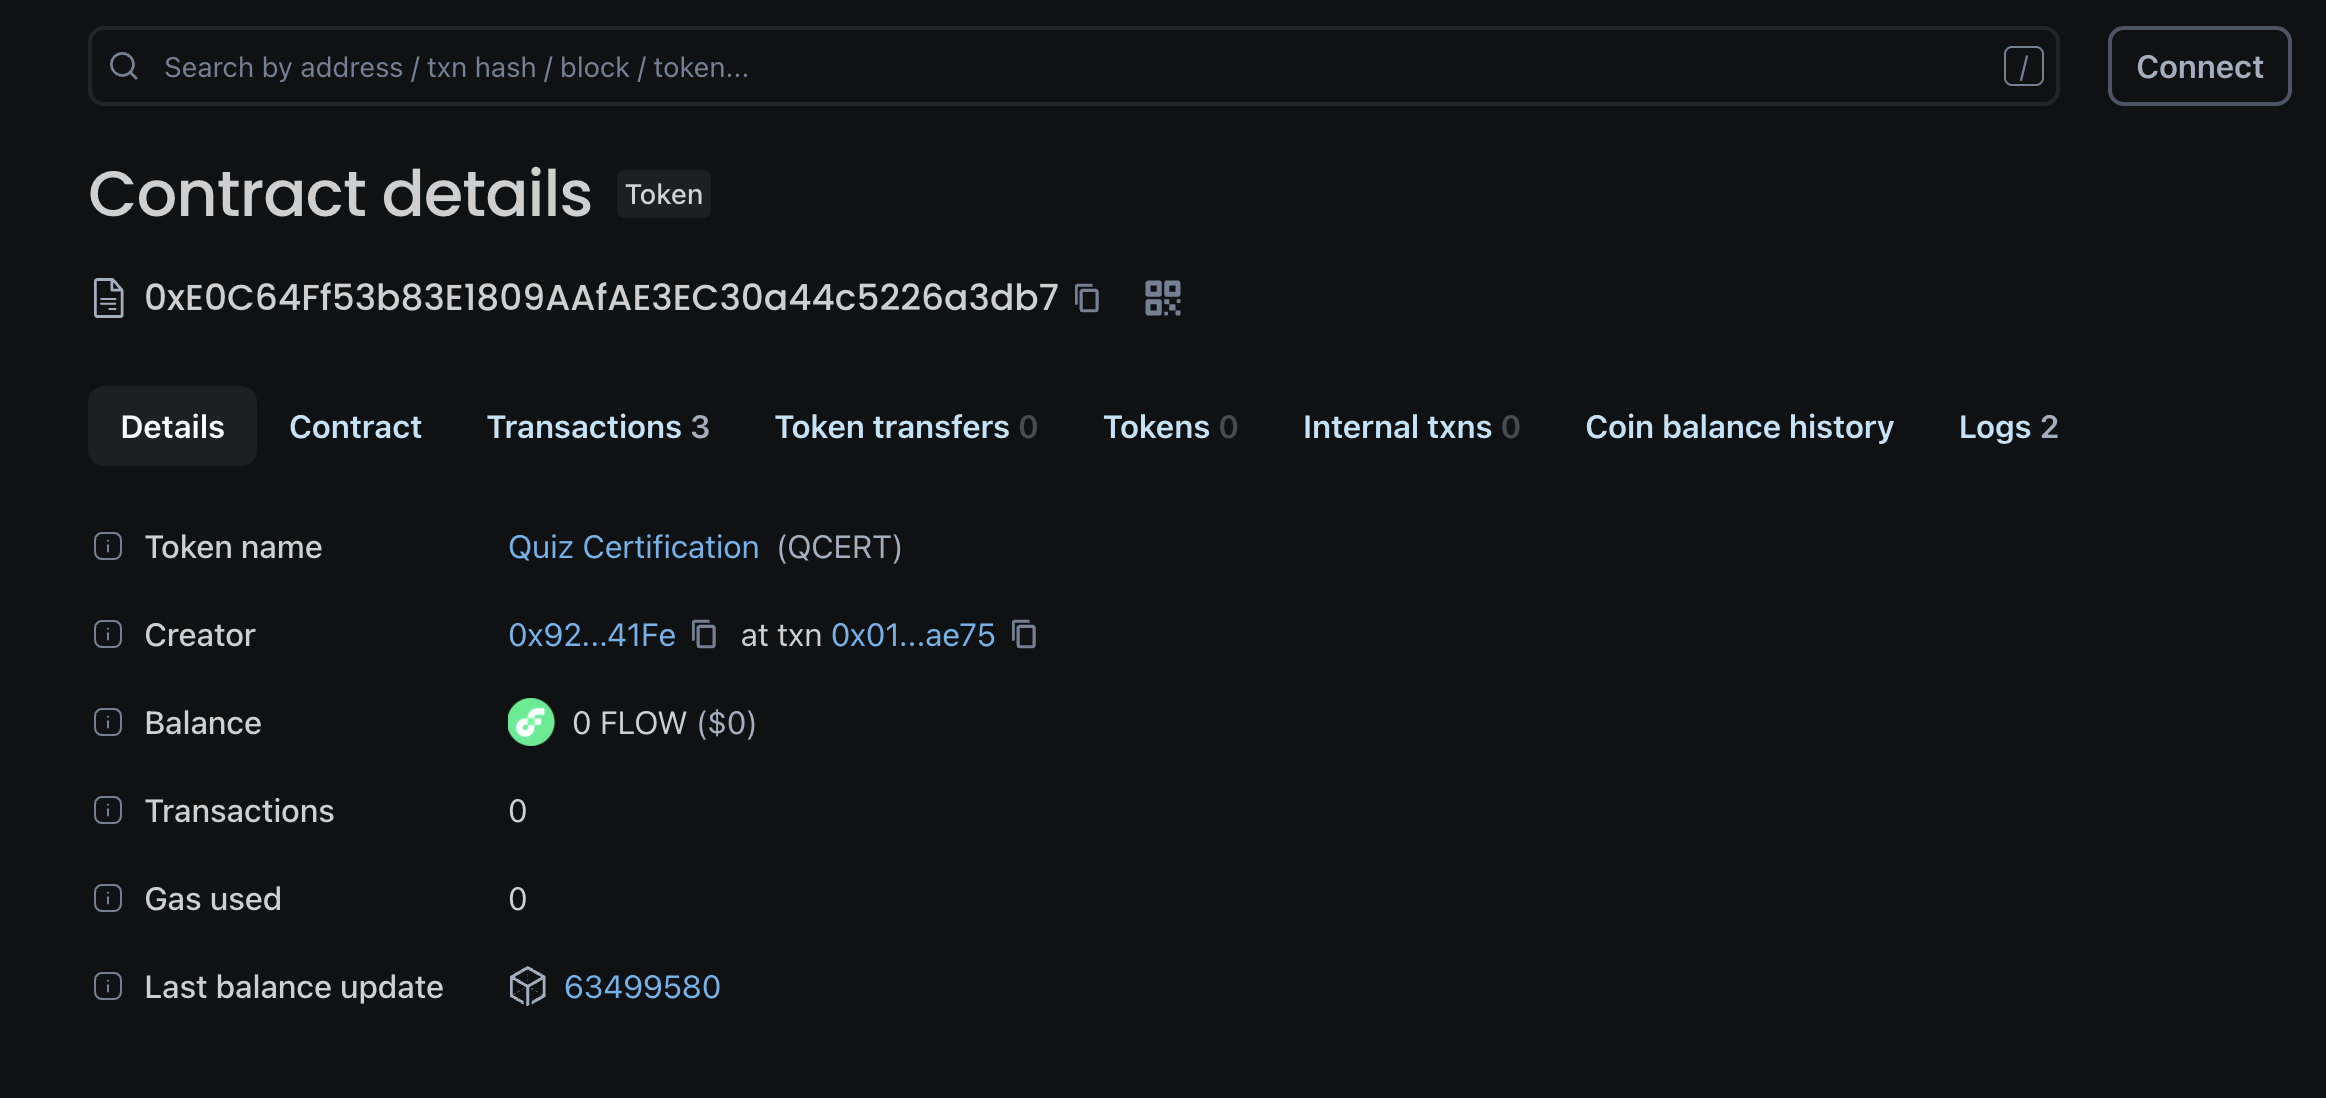 Search by address / txn hash / block / token... /
Connect
Contract details Token
0xE0C64Ff53b83E1809AAfAE3EC30a44c5226a3db7
Details Contract Transactions 3 Token transfers 0 Tokens 0 Internal txns 0 Coin balance history Logs 2
Token name Quiz Certification (QCERT)
Creator 0x92...41Fe at txn 0x01...ae75
Balance 0 FLOW ($0)
Transactions 0
Gas used 0
Last balance update 63499580